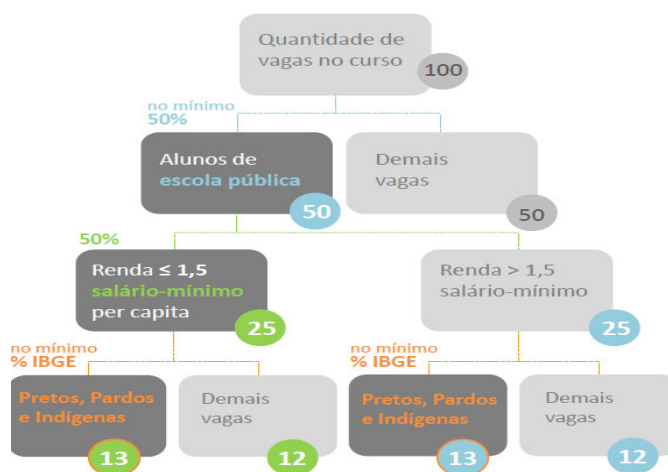 Quantidade de
vagas no curso
100
no mínimo
50%
Alunos de
escola pública
50
Demais
vagas
50
50%
Renda ≤ 1,5
salário-mínimo
per capita
25
Renda > 1,5
salário-mínimo
25
no mínimo
% IBGE
Pretos, Pardos
e Indígenas
13
Demais
vagas
12
no mínimo
% IBGE
Pretos, Pardos
e Indígenas
13
Demais
vagas
12